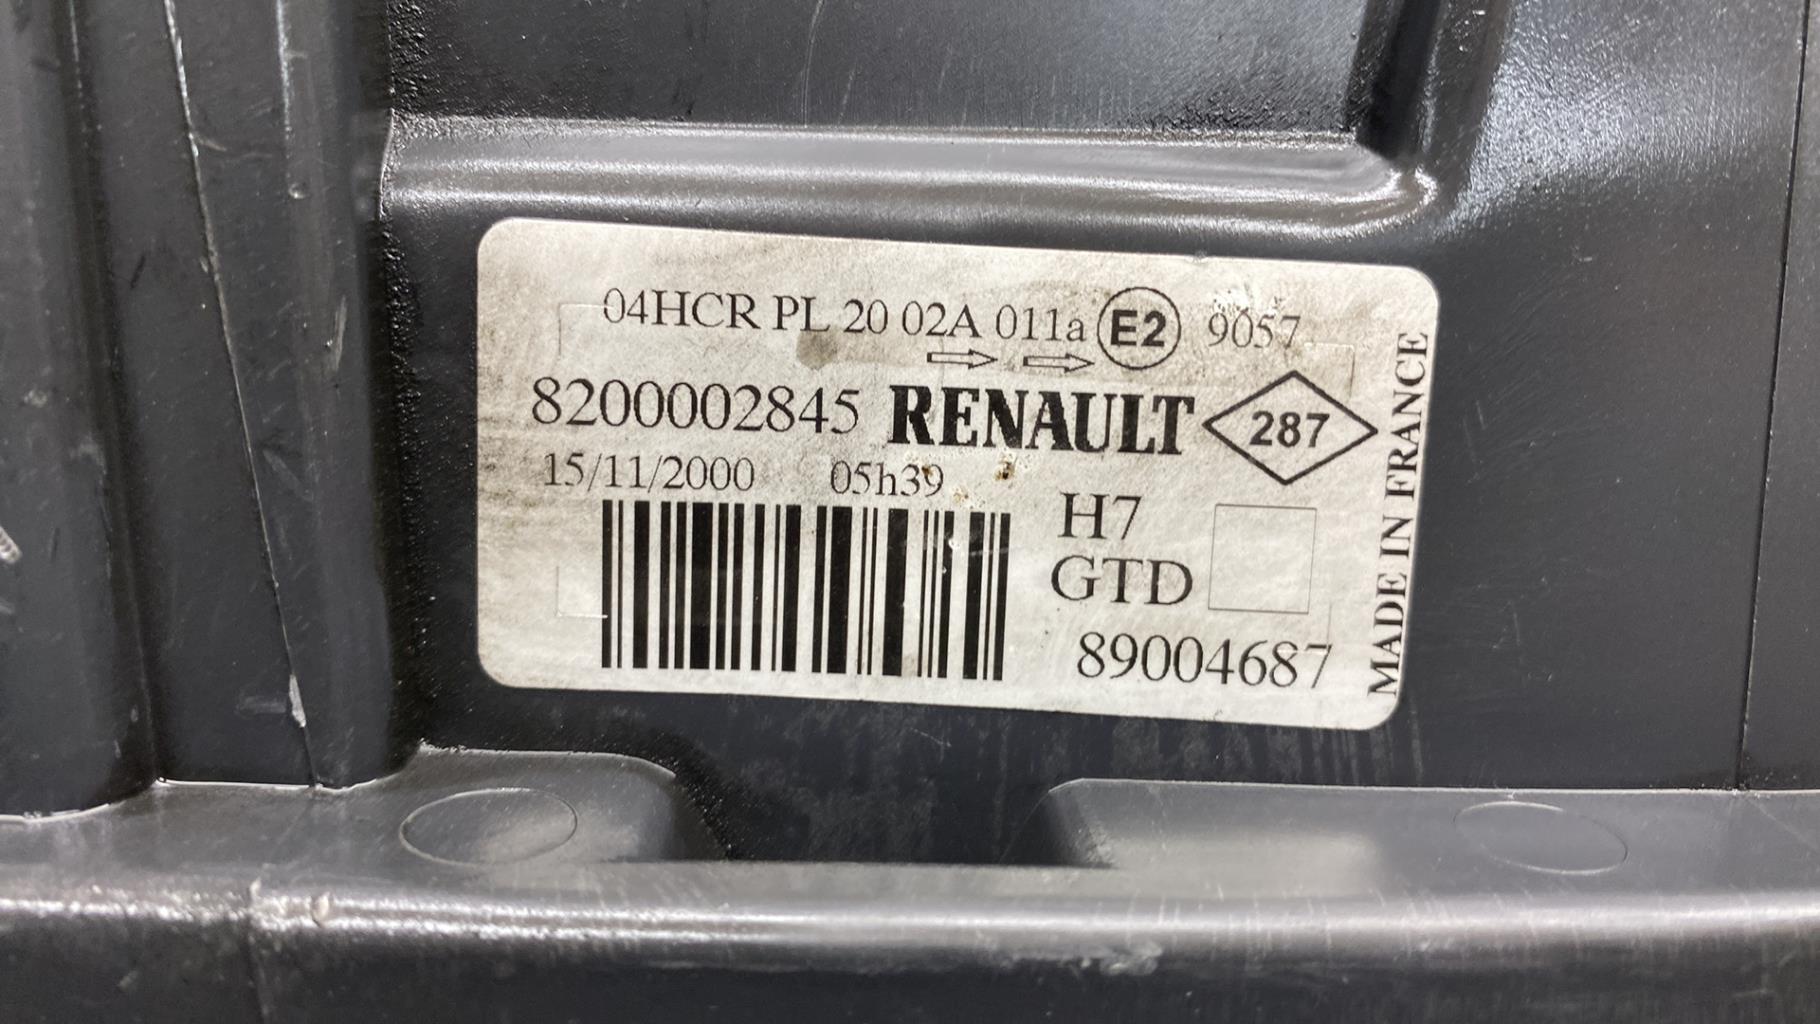 04HCR PL 20 02A 011a E2 9057
8200002845 RENAULT 287
15/11/2000 05h39
H7
GTD
89004687
MADE IN FRANCE